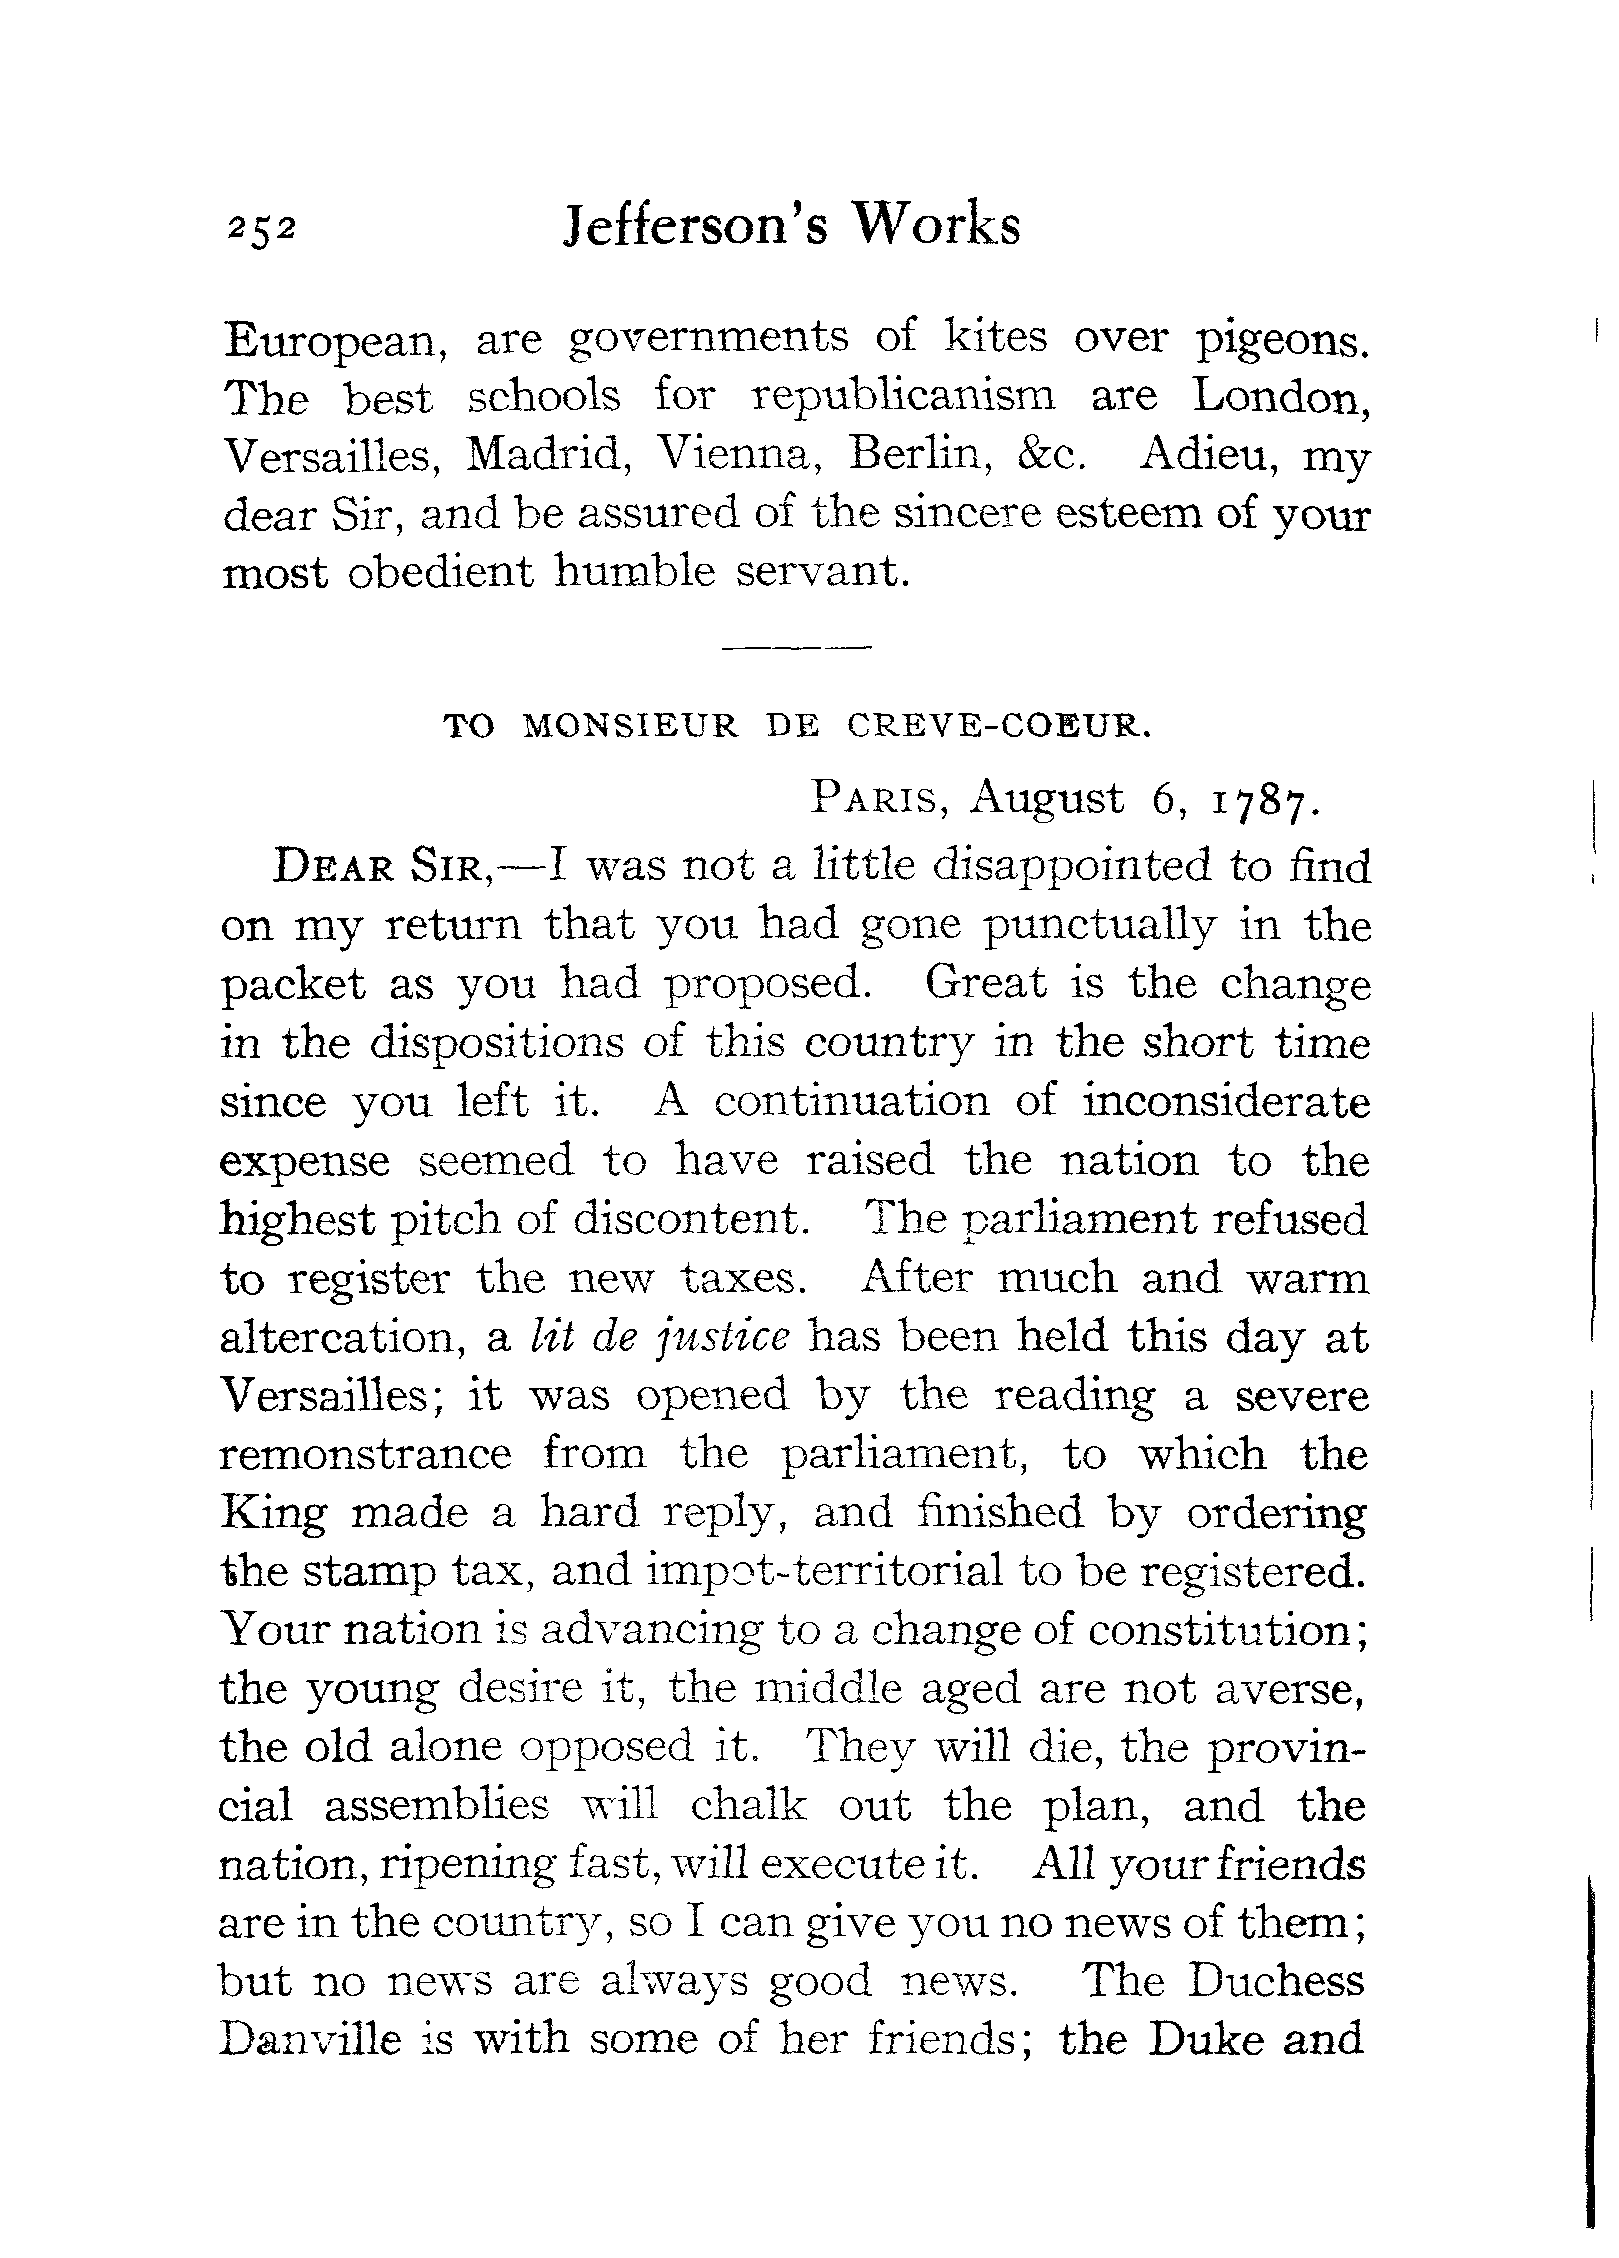 252 Jefferson's Works
European, are governments of kites over pigeons.
The best schools for republicanism are London,
Versailles, Madrid, Vienna, Berlin, &c. Adieu, my
dear Sir, and be assured of the sincere esteem of your
most obedient humble servant.
TO MONSIEUR DE CREVE-COEUR.
PARIS, August 6, 1787.
DEAR SIR,—I was not a little disappointed to find
on my return that you had gone punctually in the
packet as you had proposed. Great is the change
in the dispositions of this country in the short time
since you left it. A continuation of inconsiderate
expense seemed to have raised the nation to the
highest pitch of discontent. The parliament refused
to register the new taxes. After much and warm
altercation, a lit de justice has been held this day at
Versailles; it was opened by the reading a severe
remonstrance from the parliament, to which the
King made a hard reply, and finished by ordering
the stamp tax, and impot-territorial to be registered.
Your nation is advancing to a change of constitution;
the young desire it, the middle aged are not averse,
the old alone opposed it. They will die, the provin-
cial assemblies will chalk out the plan, and the
nation, ripening fast, will execute it. All your friends
are in the country, so I can give you no news of them;
but no news are always good news. The Duchess
Danville is with some of her friends; the Duke and